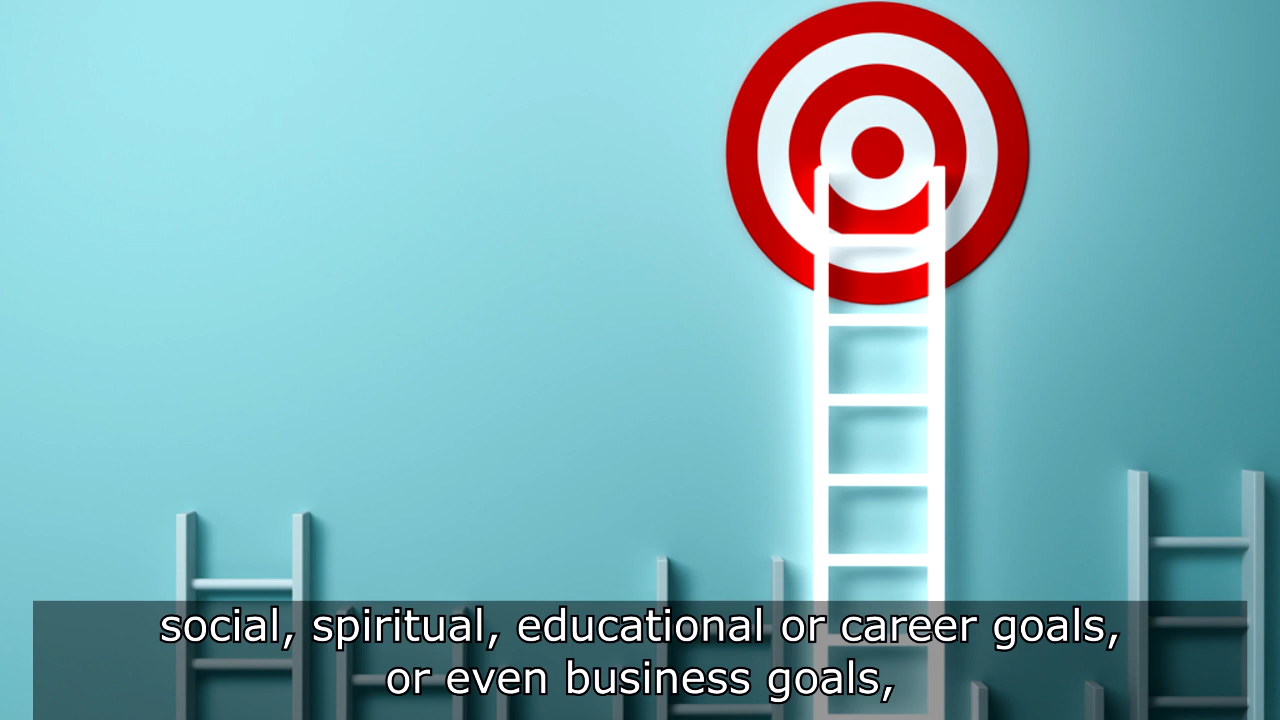 social, spiritual, educational or career goals,
or even business goals,